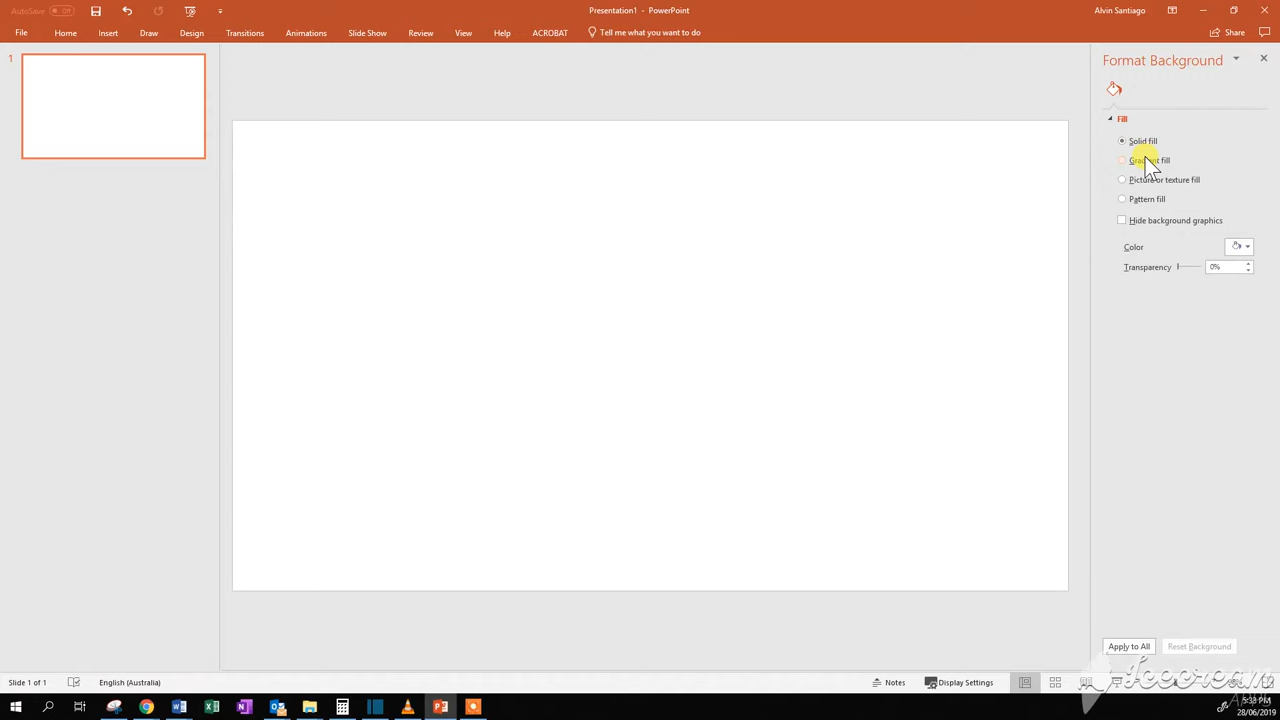 AutoSave Off
Presentation1 - PowerPoint
Alvin Santiago
File Home Insert Draw Design Transitions Animations Slide Show Review View Help ACROBAT Tell me what you want to do Share
1
Format Background
Fill
Solid fill
Gradient fill
Picture or texture fill
Pattern fill
Hide background graphics
Color
Transparency 0%
Apply to All Reset Background
Slide 1 of 1 English (Australia) Notes Display Settings
28/06/2019